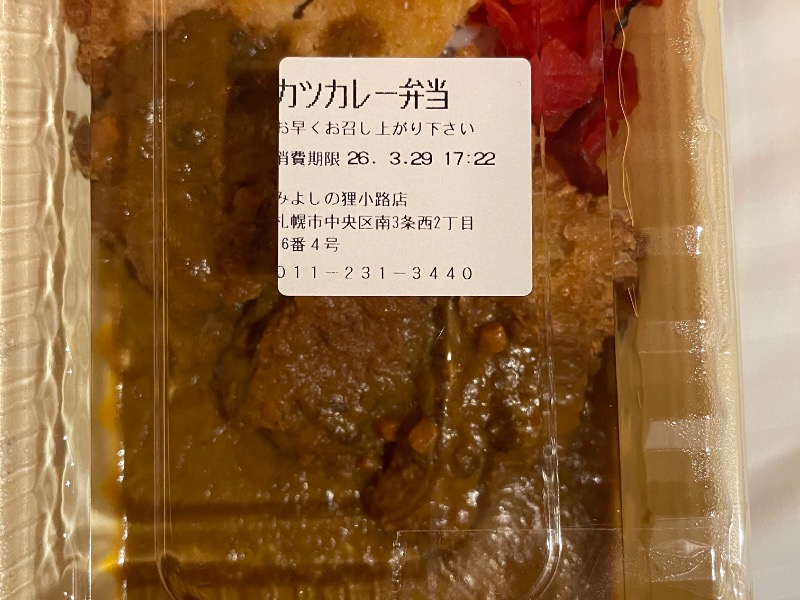 カツカレー弁当
お早くお召し上がり下さい
消費期限 26. 3.29 17:22
みよしの狸小路店
札幌市中央区南3条西2丁目
16番4号
011-231-3440